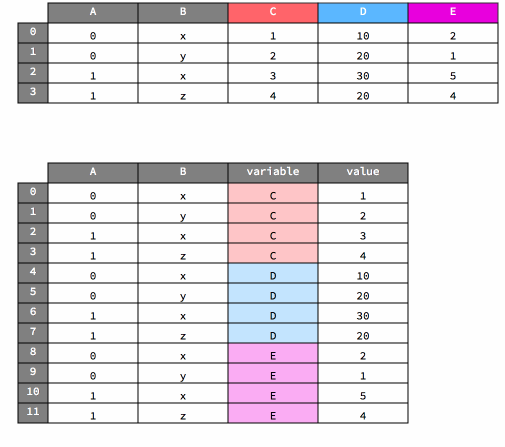 A B C D E
0 0 x 1 10 2
1 0 y 2 20 1
2 1 x 3 30 5
3 1 z 4 20 4
A B variable value
0 0 x C 1
1 0 y C 2
2 1 x C 3
3 1 z C 4
4 0 x D 10
5 0 y D 20
6 1 x D 30
7 1 z D 20
8 0 x E 2
9 0 y E 1
10 1 x E 5
11 1 z E 4